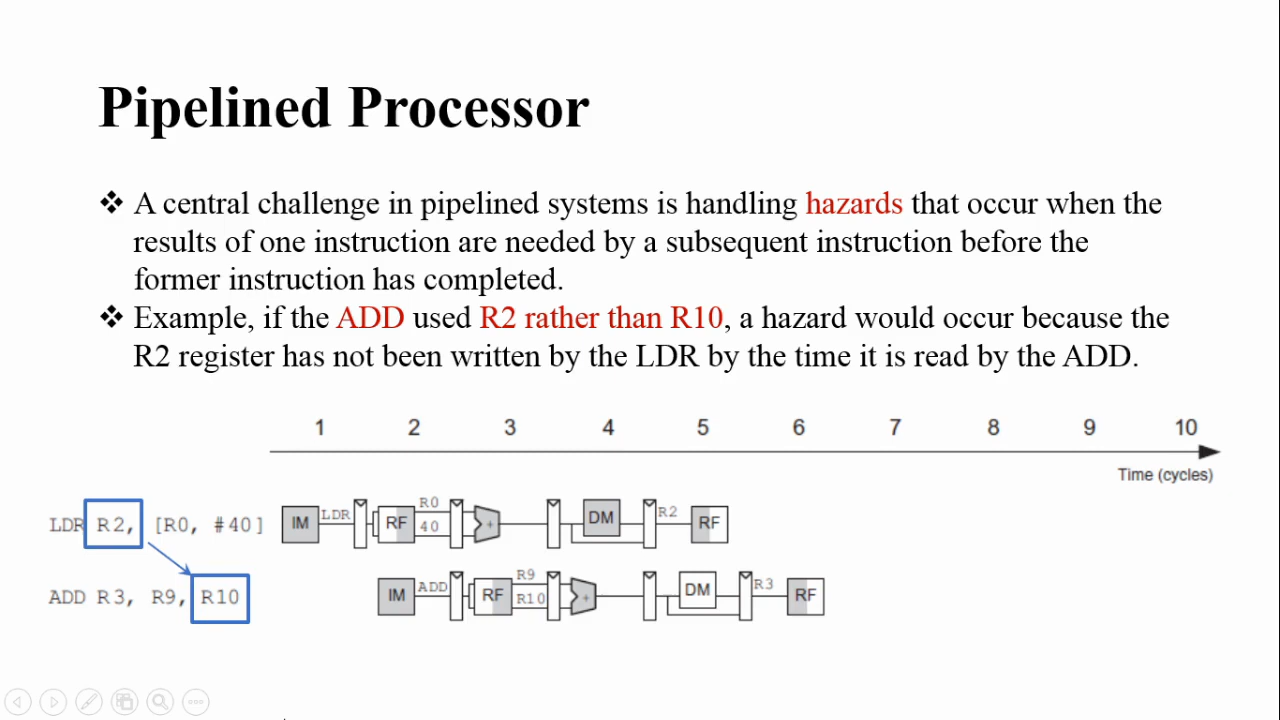 Pipelined Processor
❖ A central challenge in pipelined systems is handling hazards that occur when the
results of one instruction are needed by a subsequent instruction before the
former instruction has completed.
❖ Example, if the ADD used R2 rather than R10, a hazard would occur because the
R2 register has not been written by the LDR by the time it is read by the ADD.
1 2 3 4 5 6 7 8 9 10
Time (cycles)
LDR R2, [R0, #40] IM LDR RF R0 40 + DM R2 RF
ADD R3, R9, R10 IM ADD RF R9 R10 + DM R3 RF